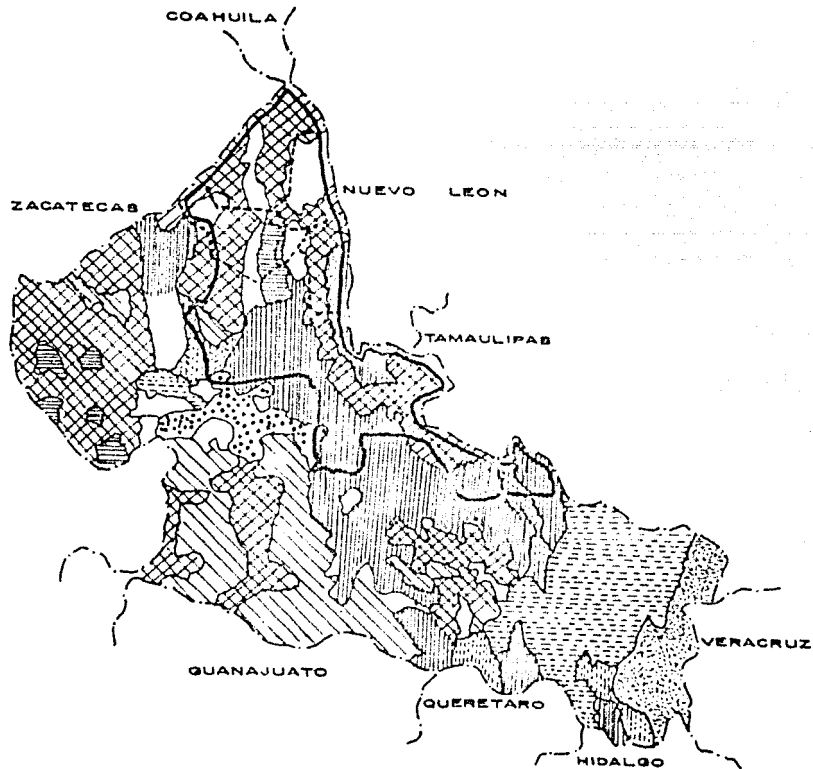 COAHUILA
ZACATECAS
NUEVO LEON
TAMAULIPAS
VERACRUZ
GUANAJUATO
QUERETARO
HIDALGO